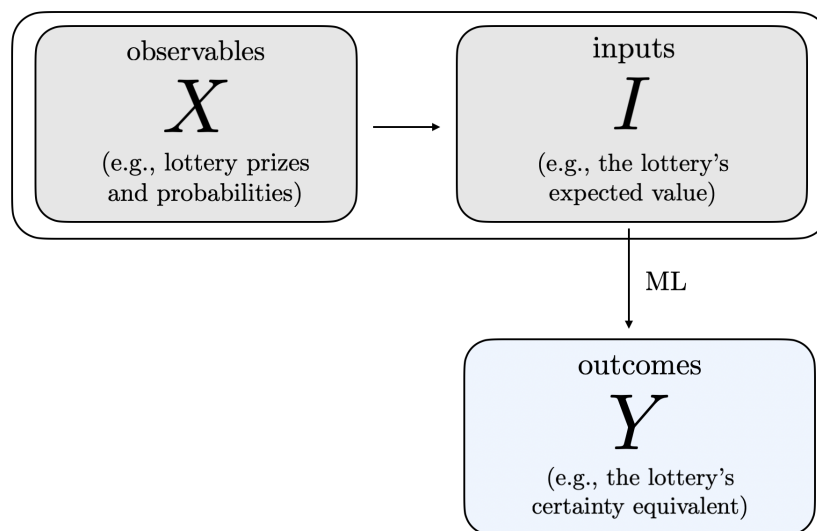 observables
X
(e.g., lottery prizes
and probabilities)
inputs
I
(e.g., the lottery's
expected value)
ML
outcomes
Y
(e.g., the lottery's
certainty equivalent)